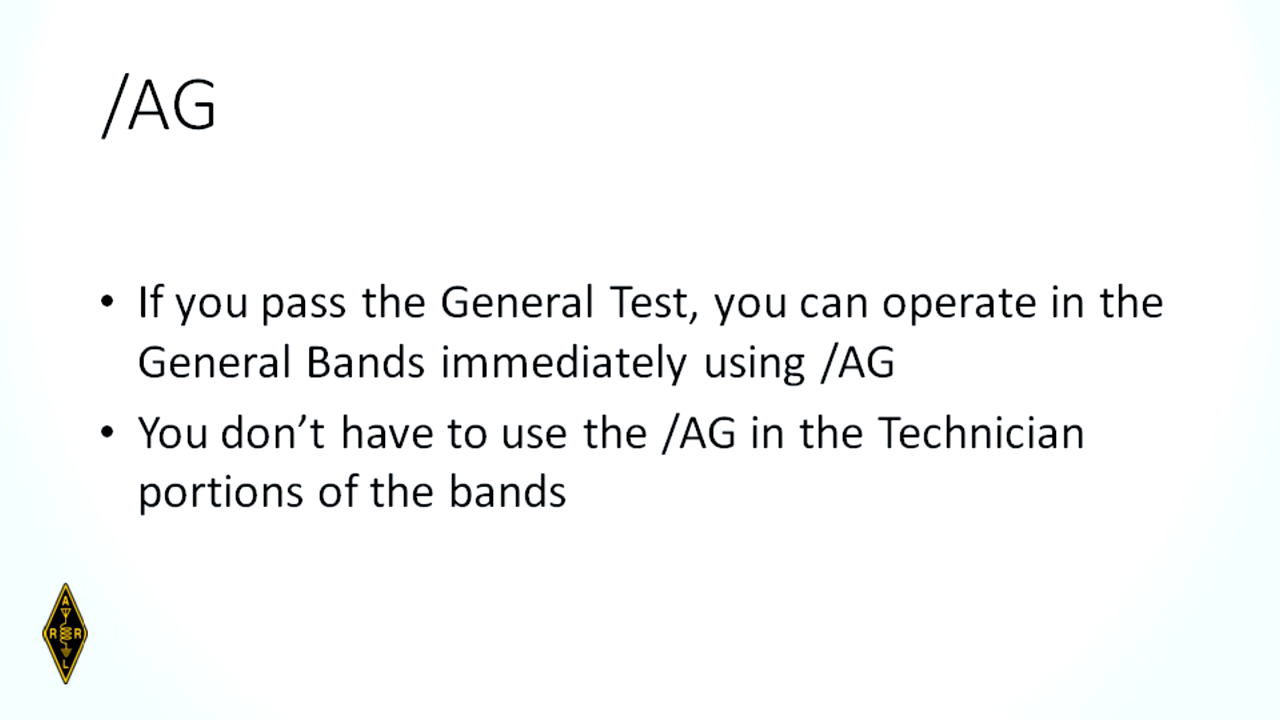 /AG
• If you pass the General Test, you can operate in the
General Bands immediately using /AG
• You don’t have to use the /AG in the Technician
portions of the bands
A
R R
L